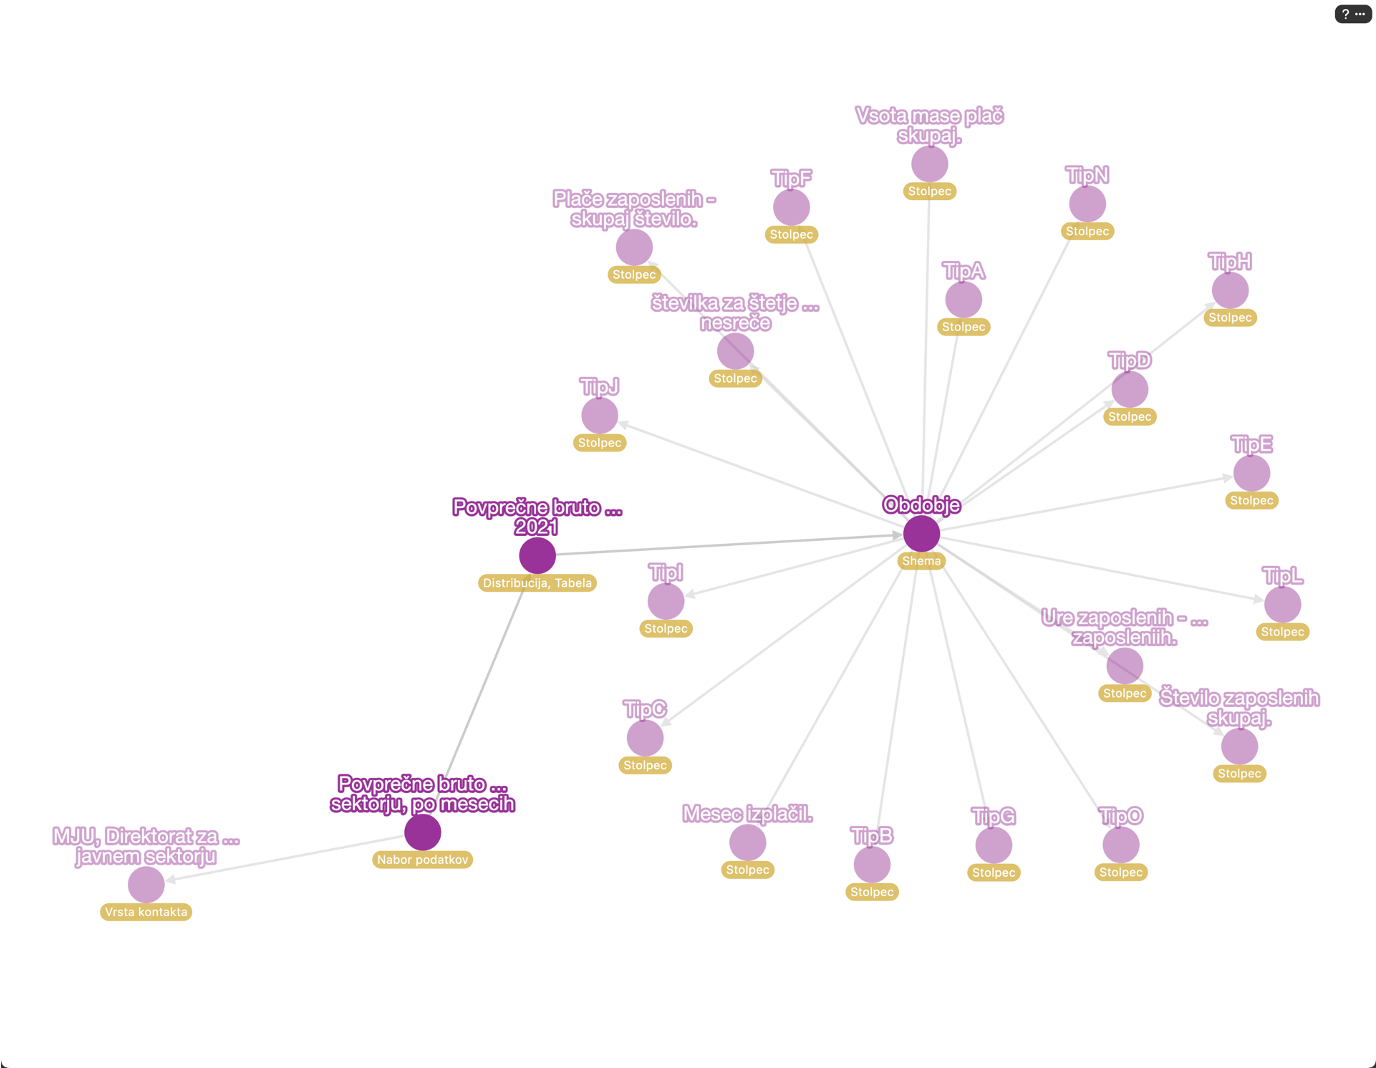 ? ···
Vsota mase plač
skupaj.
Stolpec
TipF
Stolpec
TipN
Stolpec
Plače zaposlenih -
skupaj število.
Stolpec
TipA
Stolpec
TipH
Stolpec
številka za štetje ...
nesreče
Stolpec
TipD
Stolpec
TipJ
Stolpec
TipE
Stolpec
Povprečne bruto ...
2021
Distribucija, Tabela
Obdobje
Shema
TipI
Stolpec
TipL
Stolpec
Ure zaposlenih - ...
zaposleniih.
Stolpec
Število zaposlenih
skupaj.
Stolpec
TipC
Stolpec
Povprečne bruto ...
sektorju, po mesecih
Nabor podatkov
Mesec izplačil.
Stolpec
TipB
Stolpec
TipG
Stolpec
TipO
Stolpec
MJU, Direktorat za ...
javnem sektorju
Vrsta kontakta